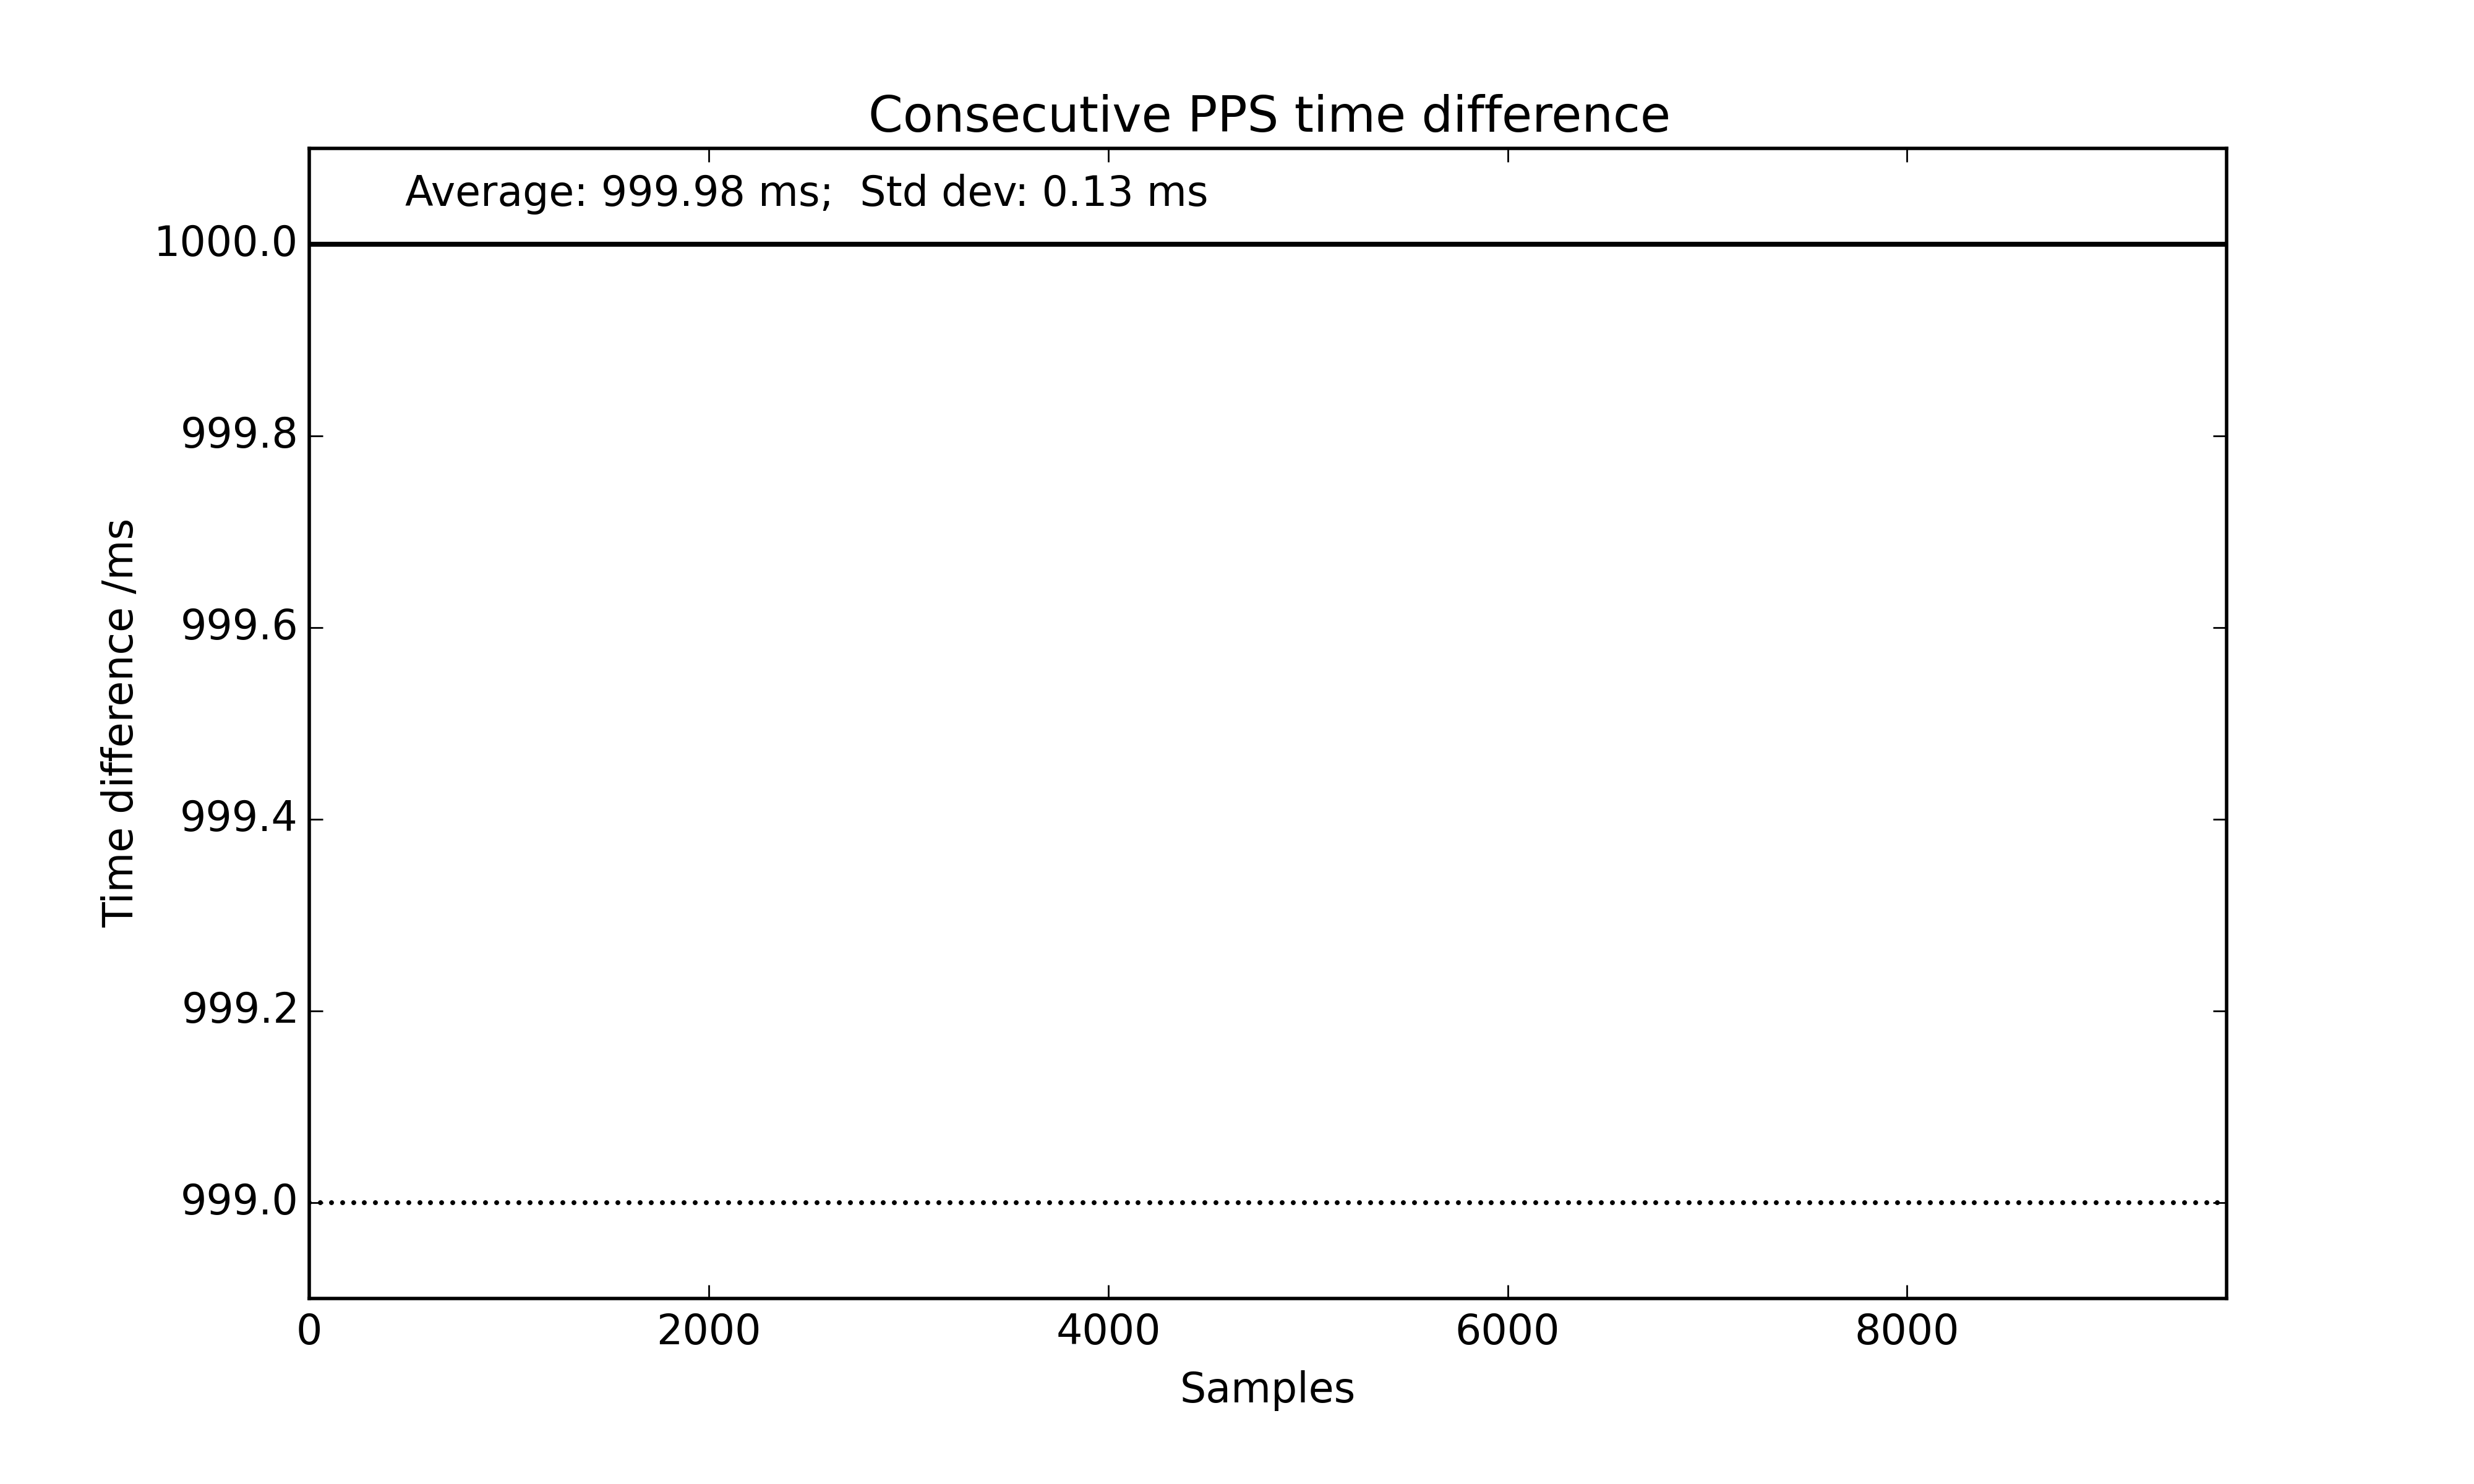 Consecutive PPS time difference
Average: 999.98 ms;  Std dev: 0.13 ms
1000.0
999.8
999.6
999.4
999.2
999.0
Time difference /ms
0 2000 4000 6000 8000
Samples